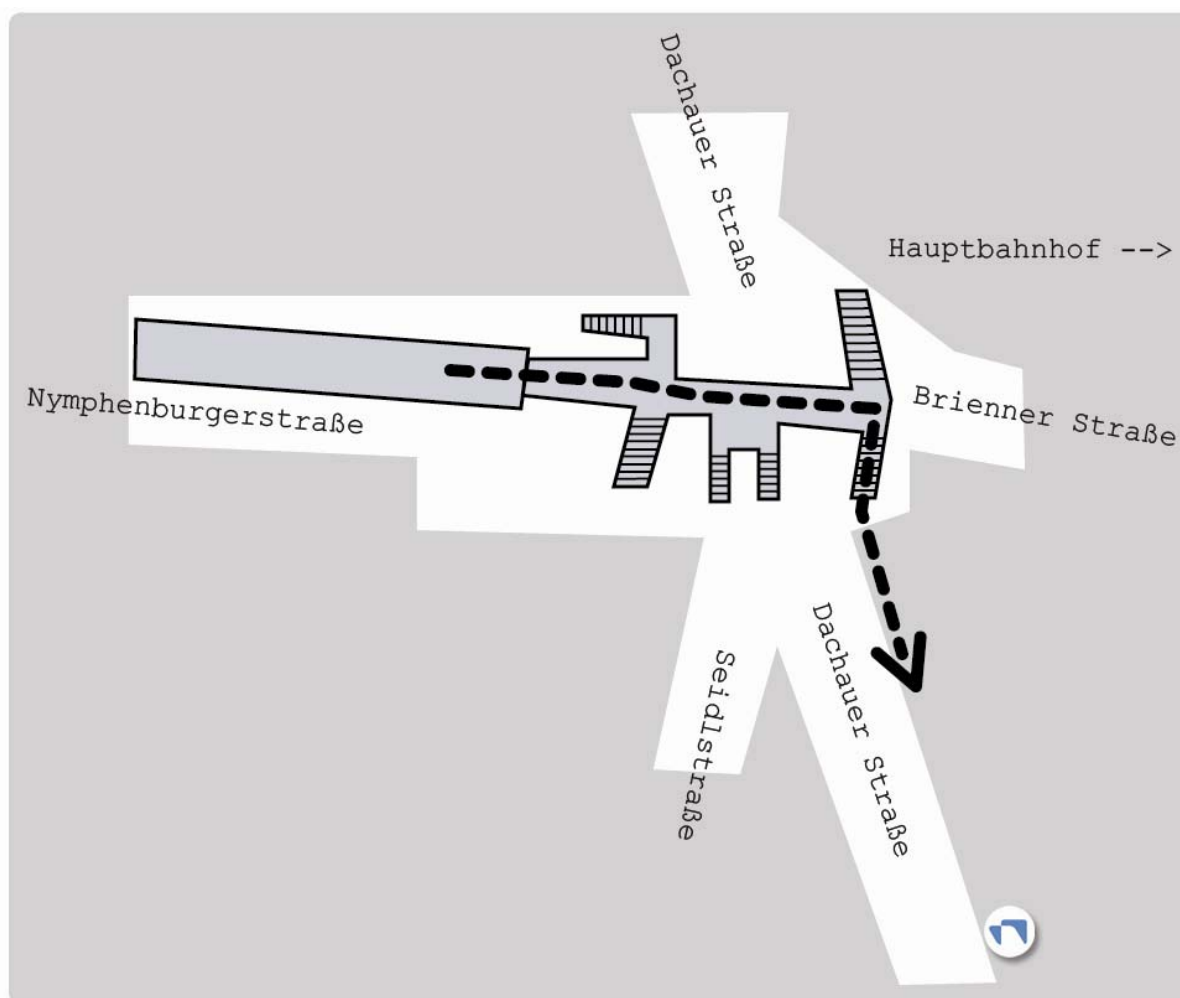 Dachauer Straße
Hauptbahnhof -->
Nymphenburgerstraße
Brienner Straße
Seidlstraße
Dachauer Straße